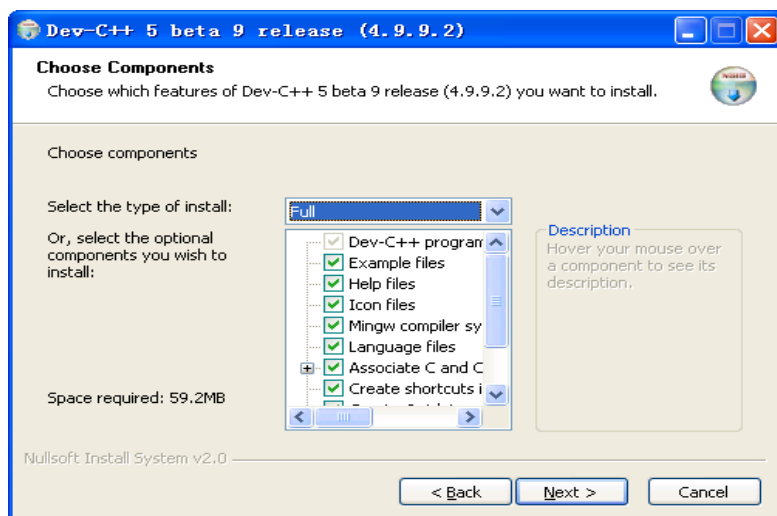 Dev-C++ 5 beta 9 release (4.9.9.2)
Choose Components
Choose which features of Dev-C++ 5 beta 9 release (4.9.9.2) you want to install.
Choose components
Select the type of install:
Full
Or, select the optional
components you wish to
install:
Dev-C++ program
Example files
Help files
Icon files
Mingw compiler sy
Language files
Associate C and C
Create shortcuts i
Description
Hover your mouse over
a component to see its
description.
Space required: 59.2MB
Nullsoft Install System v2.0
< Back
Next >
Cancel